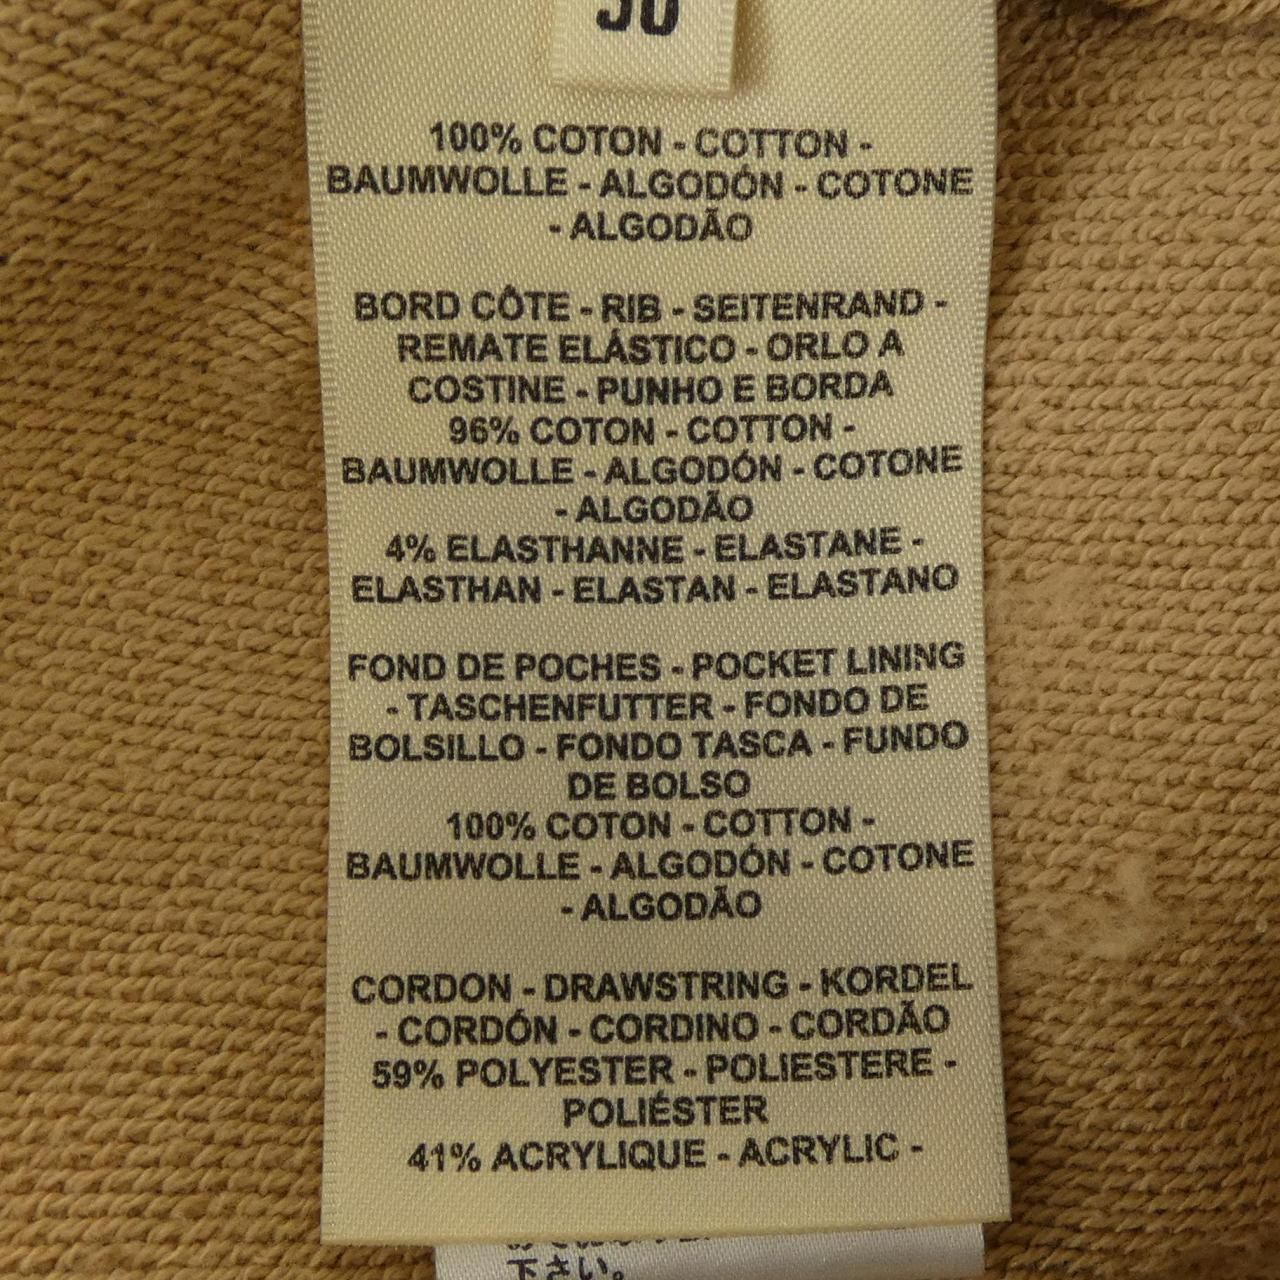 100% COTON - COTTON -
BAUMWOLLE - ALGODÓN - COTONE
- ALGODÃO
BORD CÔTE - RIB - SEITENRAND -
REMATE ELÁSTICO - ORLO A
COSTINE - PUNHO E BORDA
96% COTON - COTTON -
BAUMWOLLE - ALGODÓN - COTONE
- ALGODÃO
4% ELASTHANNE - ELASTANE -
ELASTHAN - ELASTAN - ELASTANO
FOND DE POCHES - POCKET LINING
- TASCHENFUTTER - FONDO DE
BOLSILLO - FONDO TASCA - FUNDO
DE BOLSO
100% COTON - COTTON -
BAUMWOLLE - ALGODÓN - COTONE
- ALGODÃO
CORDON - DRAWSTRING - KORDEL
- CORDÓN - CORDINO - CORDÃO
59% POLYESTER - POLIESTERE -
POLIÉSTER
41% ACRYLIQUE - ACRYLIC -
下さい。